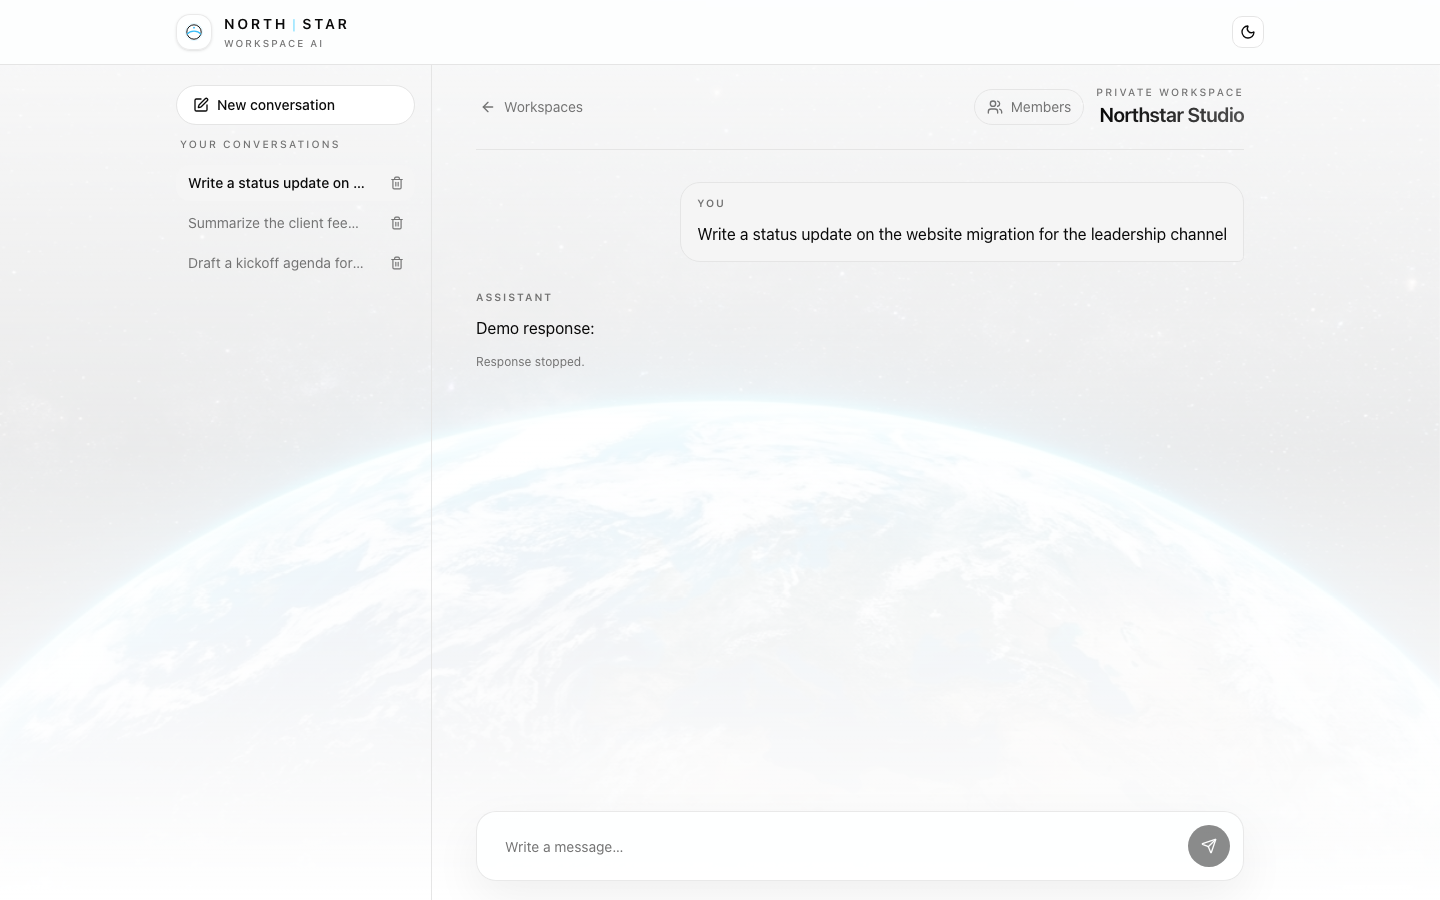 NORTH | STAR
WORKSPACE AI
New conversation
YOUR CONVERSATIONS
Write a status update on ...
Summarize the client fee...
Draft a kickoff agenda for...
Workspaces
Members
PRIVATE WORKSPACE
Northstar Studio
YOU
Write a status update on the website migration for the leadership channel
ASSISTANT
Demo response:
Response stopped.
Write a message...